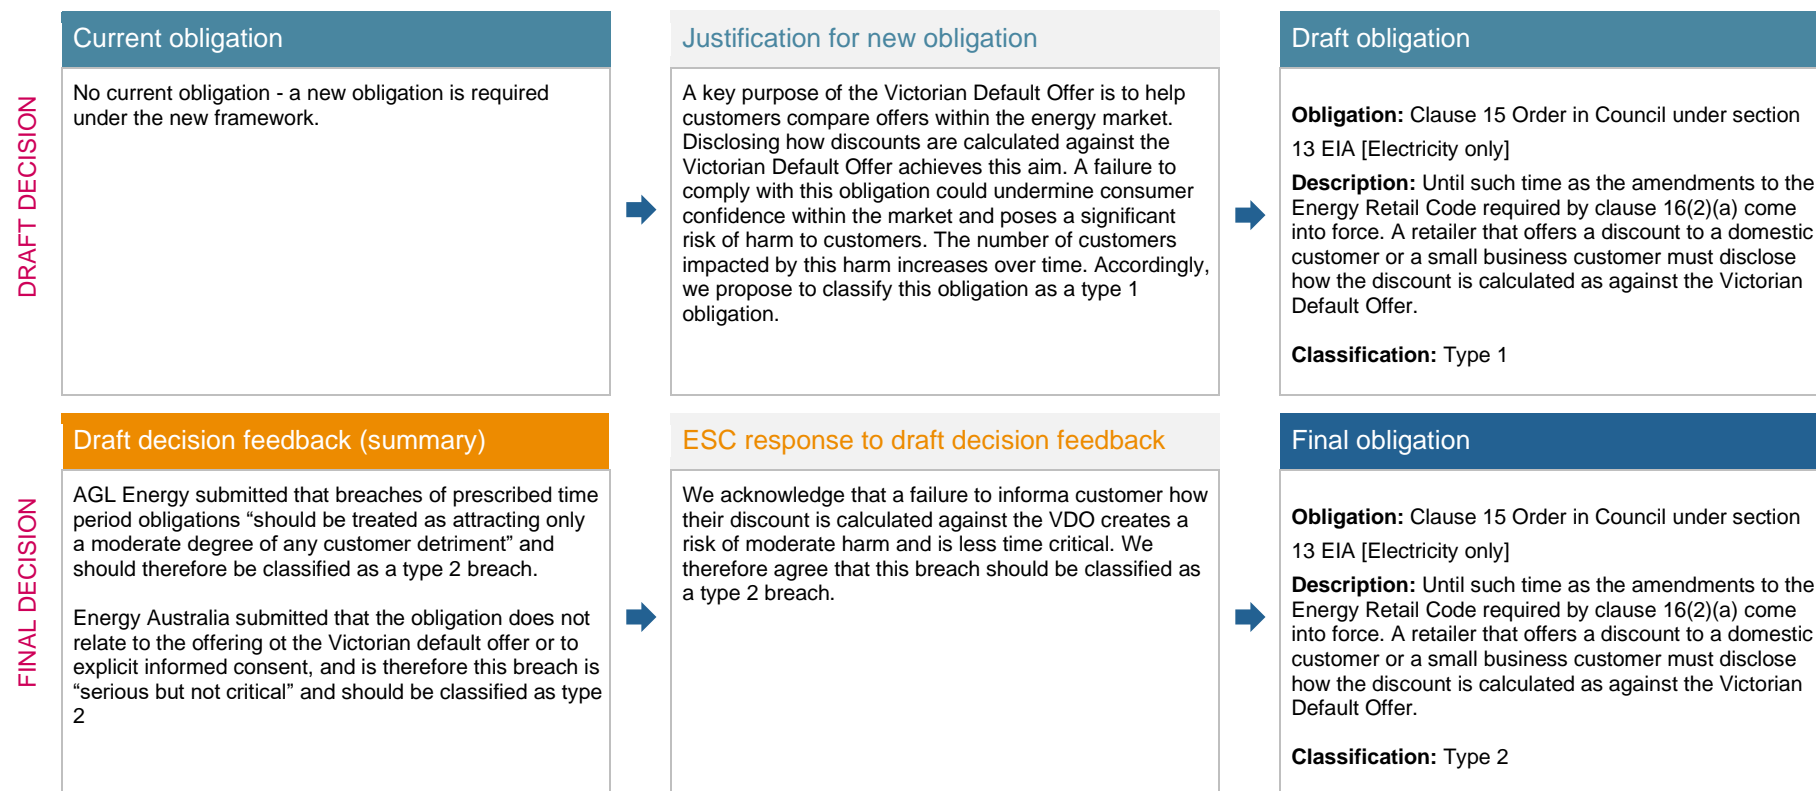 DRAFT DECISION
Current obligation
No current obligation - a new obligation is required
under the new framework.
Justification for new obligation
A key purpose of the Victorian Default Offer is to help
customers compare offers within the energy market.
Disclosing how discounts are calculated against the
Victorian Default Offer achieves this aim. A failure to
comply with this obligation could undermine consumer
confidence within the market and poses a significant
risk of harm to customers. The number of customers
impacted by this harm increases over time. Accordingly,
we propose to classify this obligation as a type 1
obligation.
Draft obligation
Obligation: Clause 15 Order in Council under section
13 EIA [Electricity only]
Description: Until such time as the amendments to the
Energy Retail Code required by clause 16(2)(a) come
into force. A retailer that offers a discount to a domestic
customer or a small business customer must disclose
how the discount is calculated as against the Victorian
Default Offer.
Classification: Type 1
FINAL DECISION
Draft decision feedback (summary)
AGL Energy submitted that breaches of prescribed time
period obligations “should be treated as attracting only
a moderate degree of any customer detriment” and
should therefore be classified as a type 2 breach.
Energy Australia submitted that the obligation does not
relate to the offering ot the Victorian default offer or to
explicit informed consent, and is therefore this breach is
“serious but not critical” and should be classified as type
2
ESC response to draft decision feedback
We acknowledge that a failure to informa customer how
their discount is calculated against the VDO creates a
risk of moderate harm and is less time critical. We
therefore agree that this breach should be classified as
a type 2 breach.
Final obligation
Obligation: Clause 15 Order in Council under section
13 EIA [Electricity only]
Description: Until such time as the amendments to the
Energy Retail Code required by clause 16(2)(a) come
into force. A retailer that offers a discount to a domestic
customer or a small business customer must disclose
how the discount is calculated as against the Victorian
Default Offer.
Classification: Type 2